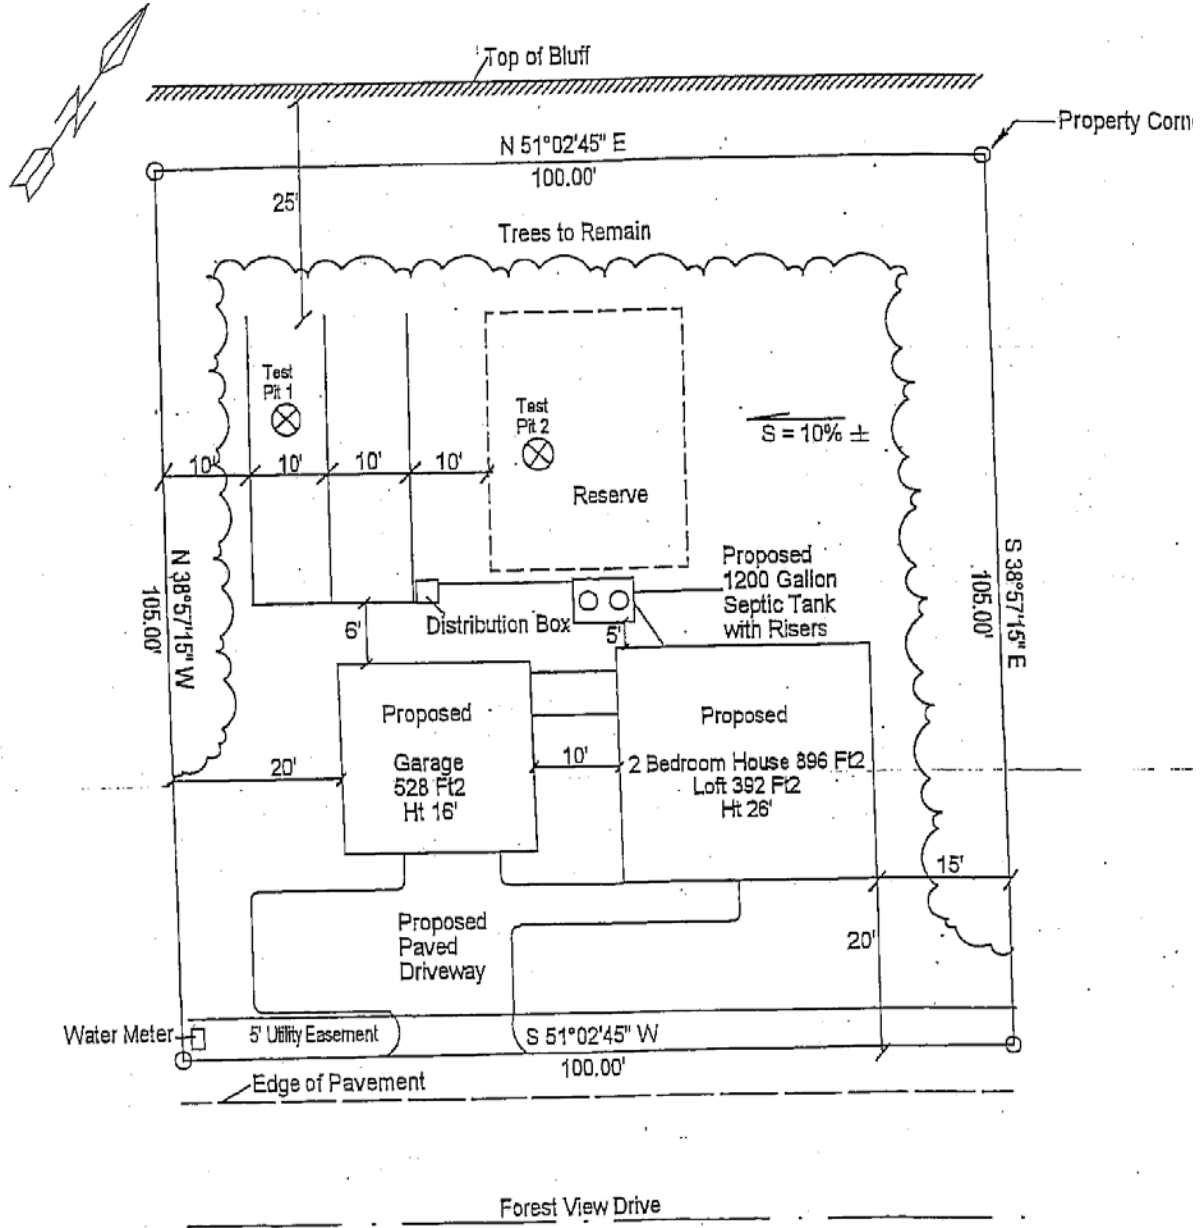 Top of Bluff
N
Property Corn
N 51°02'45" E
100.00'
25'
Trees to Remain
Test
Pit 1
Test
Pit 2
S = 10% ±
10'
10'
10'
10'
Reserve
N 38°57'15" W
105.00'
S 38°57'15" E
105.00'
Proposed
1200 Gallon
Septic Tank
with Risers
6'
Distribution Box
5'
Proposed
Garage
528 Ft2
Ht 16'
Proposed
2 Bedroom House 896 Ft2
Loft 392 Ft2
Ht 26'
20'
10'
15'
20'
Proposed
Paved
Driveway
Water Meter
5' Utility Easement
S 51°02'45" W
100.00'
Edge of Pavement
Forest View Drive